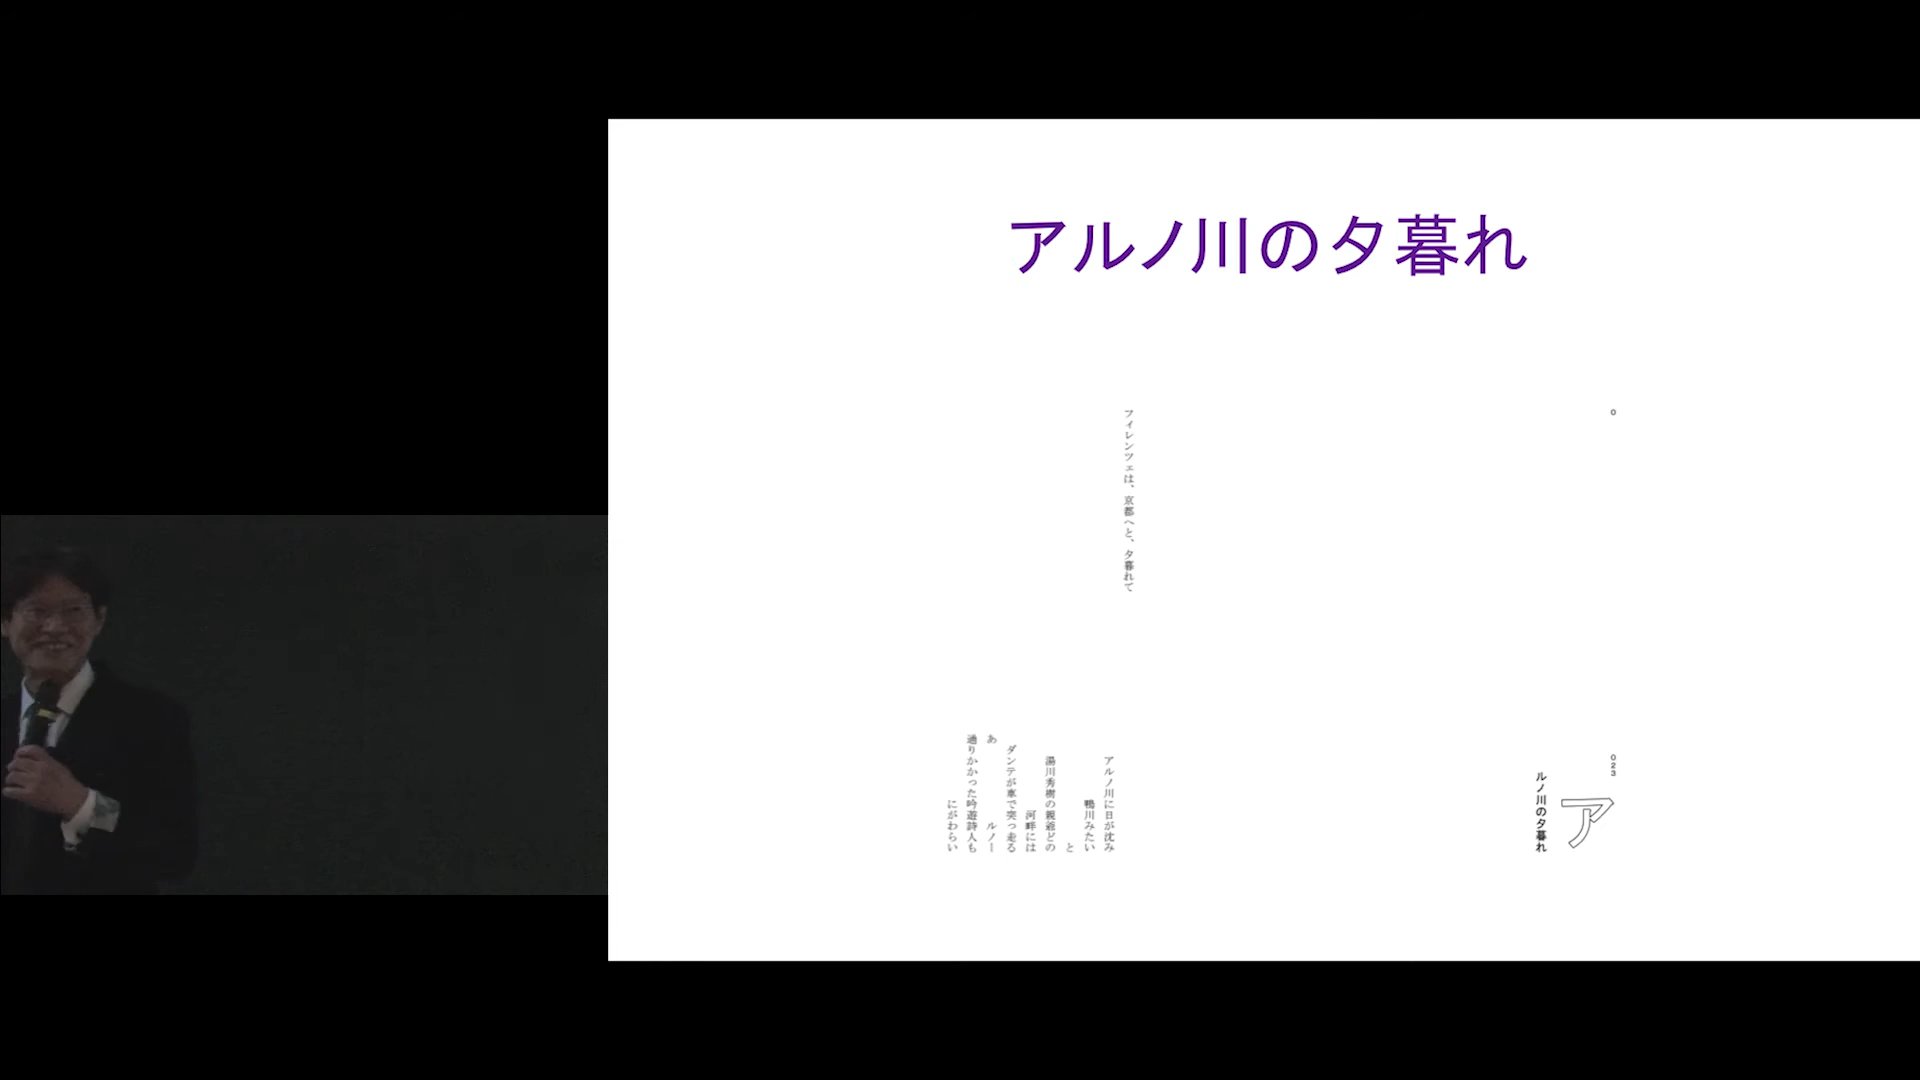 アルノ川の夕暮れ
0
023
ア
ルノ川の夕暮れ
フィレンツェは、京都へと、夕暮れて
アルノ川に日が沈み
鴨川みたい
と
湯川秀樹の親爺どの
河畔には
ダンテが車で突っ走る
あ　ルノー
通りかかった吟遊詩人も
にがわらい